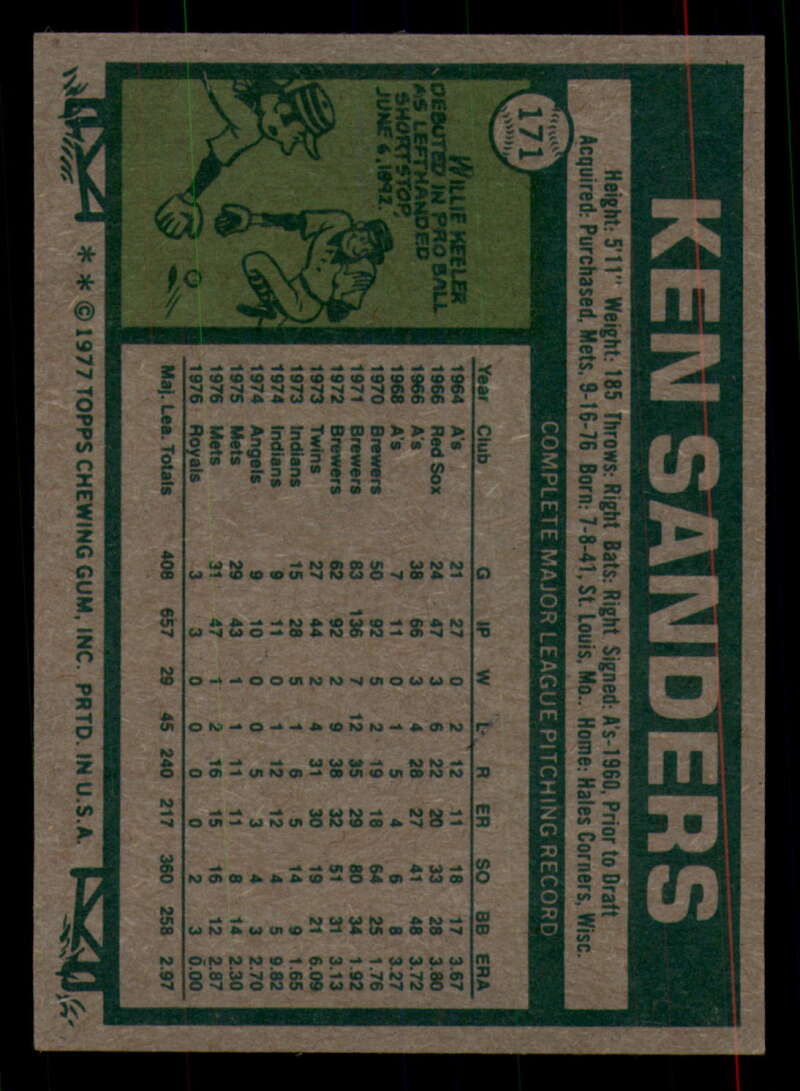 KEN SANDERS
171
Height: 5'11" Weight: 185 Throws: Right Bats: Right Signed: A's-1960, Prior to Draft
Acquired: Purchased, Mets, 9-16-76 Born: 7-8-41, St. Louis, Mo.. Home: Hales Corners, Wisc.
WILLIE KEELER
DEBUTED IN PRO BALL
AS LEFTHANDED
SHORTSTOP
JUNE 6, 1892.
COMPLETE MAJOR LEAGUE PITCHING RECORD
Year Club G IP W L R ER SO BB ERA
1964 A's 21 27 0 2 12 11 18 17 3.67
1966 Red Sox 24 47 3 6 22 20 33 28 3.80
1966 A's 38 66 3 4 28 27 41 48 3.72
1968 A's 7 11 0 1 5 4 6 8 3.27
1970 Brewers 50 92 5 2 19 18 64 25 1.76
1971 Brewers 83 136 7 12 35 29 80 34 1.92
1972 Brewers 62 92 2 9 38 32 51 31 3.13
1973 Twins 27 44 2 4 31 30 19 21 6.09
1973 Indians 15 28 5 1 6 5 14 9 1.65
1974 Indians 9 11 0 1 12 12 4 5 9.82
1974 Angels 9 10 0 0 5 3 4 3 2.70
1975 Mets 29 43 1 1 11 11 8 14 2.30
1976 Mets 31 47 1 2 16 15 16 12 2.87
1976 Royals 3 3 0 0 0 0 2 3 0.00
Maj. Lea. Totals 408 657 29 45 240 217 360 258 2.97
* * © 1977 TOPPS CHEWING GUM, INC. PRTD. IN U.S.A.